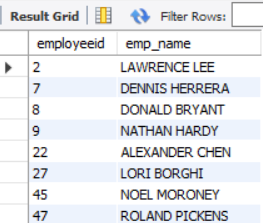 Result Grid Filter Rows:
employeeid emp_name
2 LAWRENCE LEE
7 DENNIS HERRERA
8 DONALD BRYANT
9 NATHAN HARDY
22 ALEXANDER CHEN
27 LORI BORGHI
45 NOEL MORONEY
47 ROLAND PICKENS